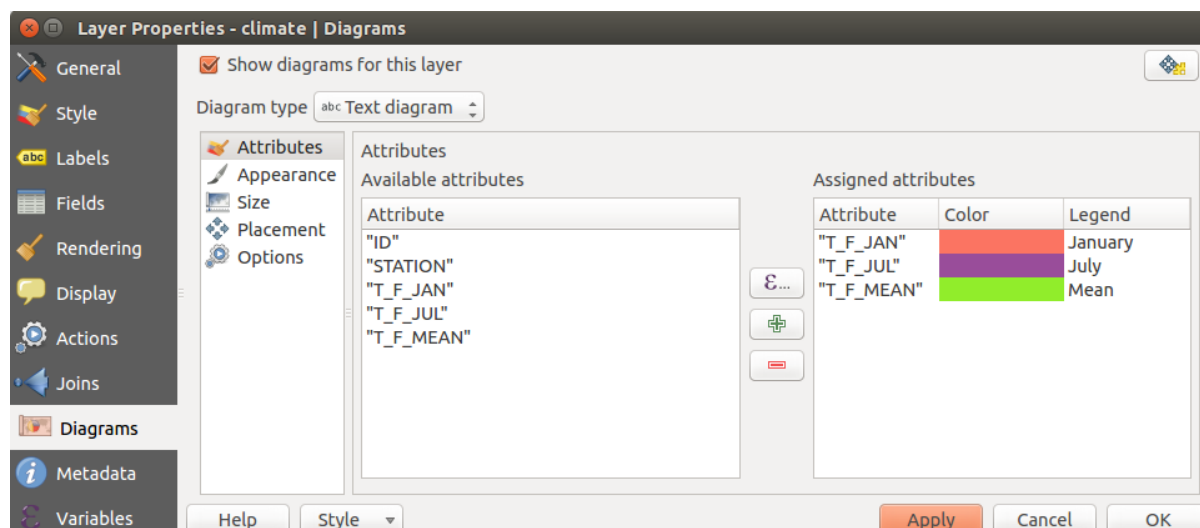 Layer Properties - climate | Diagrams
General
Style
abc Labels
Fields
Rendering
Display
Actions
Joins
Diagrams
Metadata
Variables
Show diagrams for this layer
Diagram type abc Text diagram
Attributes
Appearance
Size
Placement
Options
Attributes
Available attributes
Attribute
"ID"
"STATION"
"T_F_JAN"
"T_F_JUL"
"T_F_MEAN"
ε...
Assigned attributes
Attribute Color Legend
"T_F_JAN" January
"T_F_JUL" July
"T_F_MEAN" Mean
Help Style Apply Cancel OK